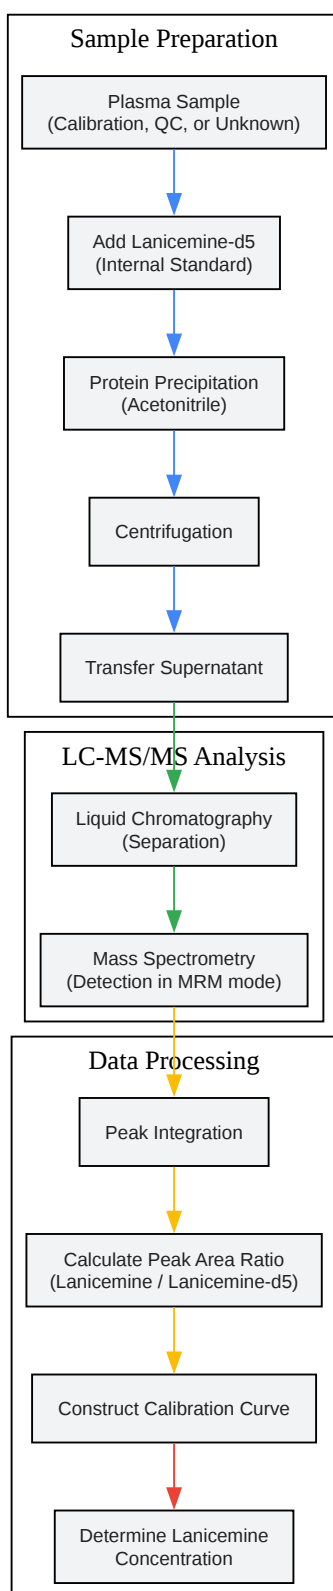 Sample Preparation
Plasma Sample
(Calibration, QC, or Unknown)
Add Lanicemine-d5
(Internal Standard)
Protein Precipitation
(Acetonitrile)
Centrifugation
Transfer Supernatant
LC-MS/MS Analysis
Liquid Chromatography
(Separation)
Mass Spectrometry
(Detection in MRM mode)
Data Processing
Peak Integration
Calculate Peak Area Ratio
(Lanicemine / Lanicemine-d5)
Construct Calibration Curve
Determine Lanicemine
Concentration